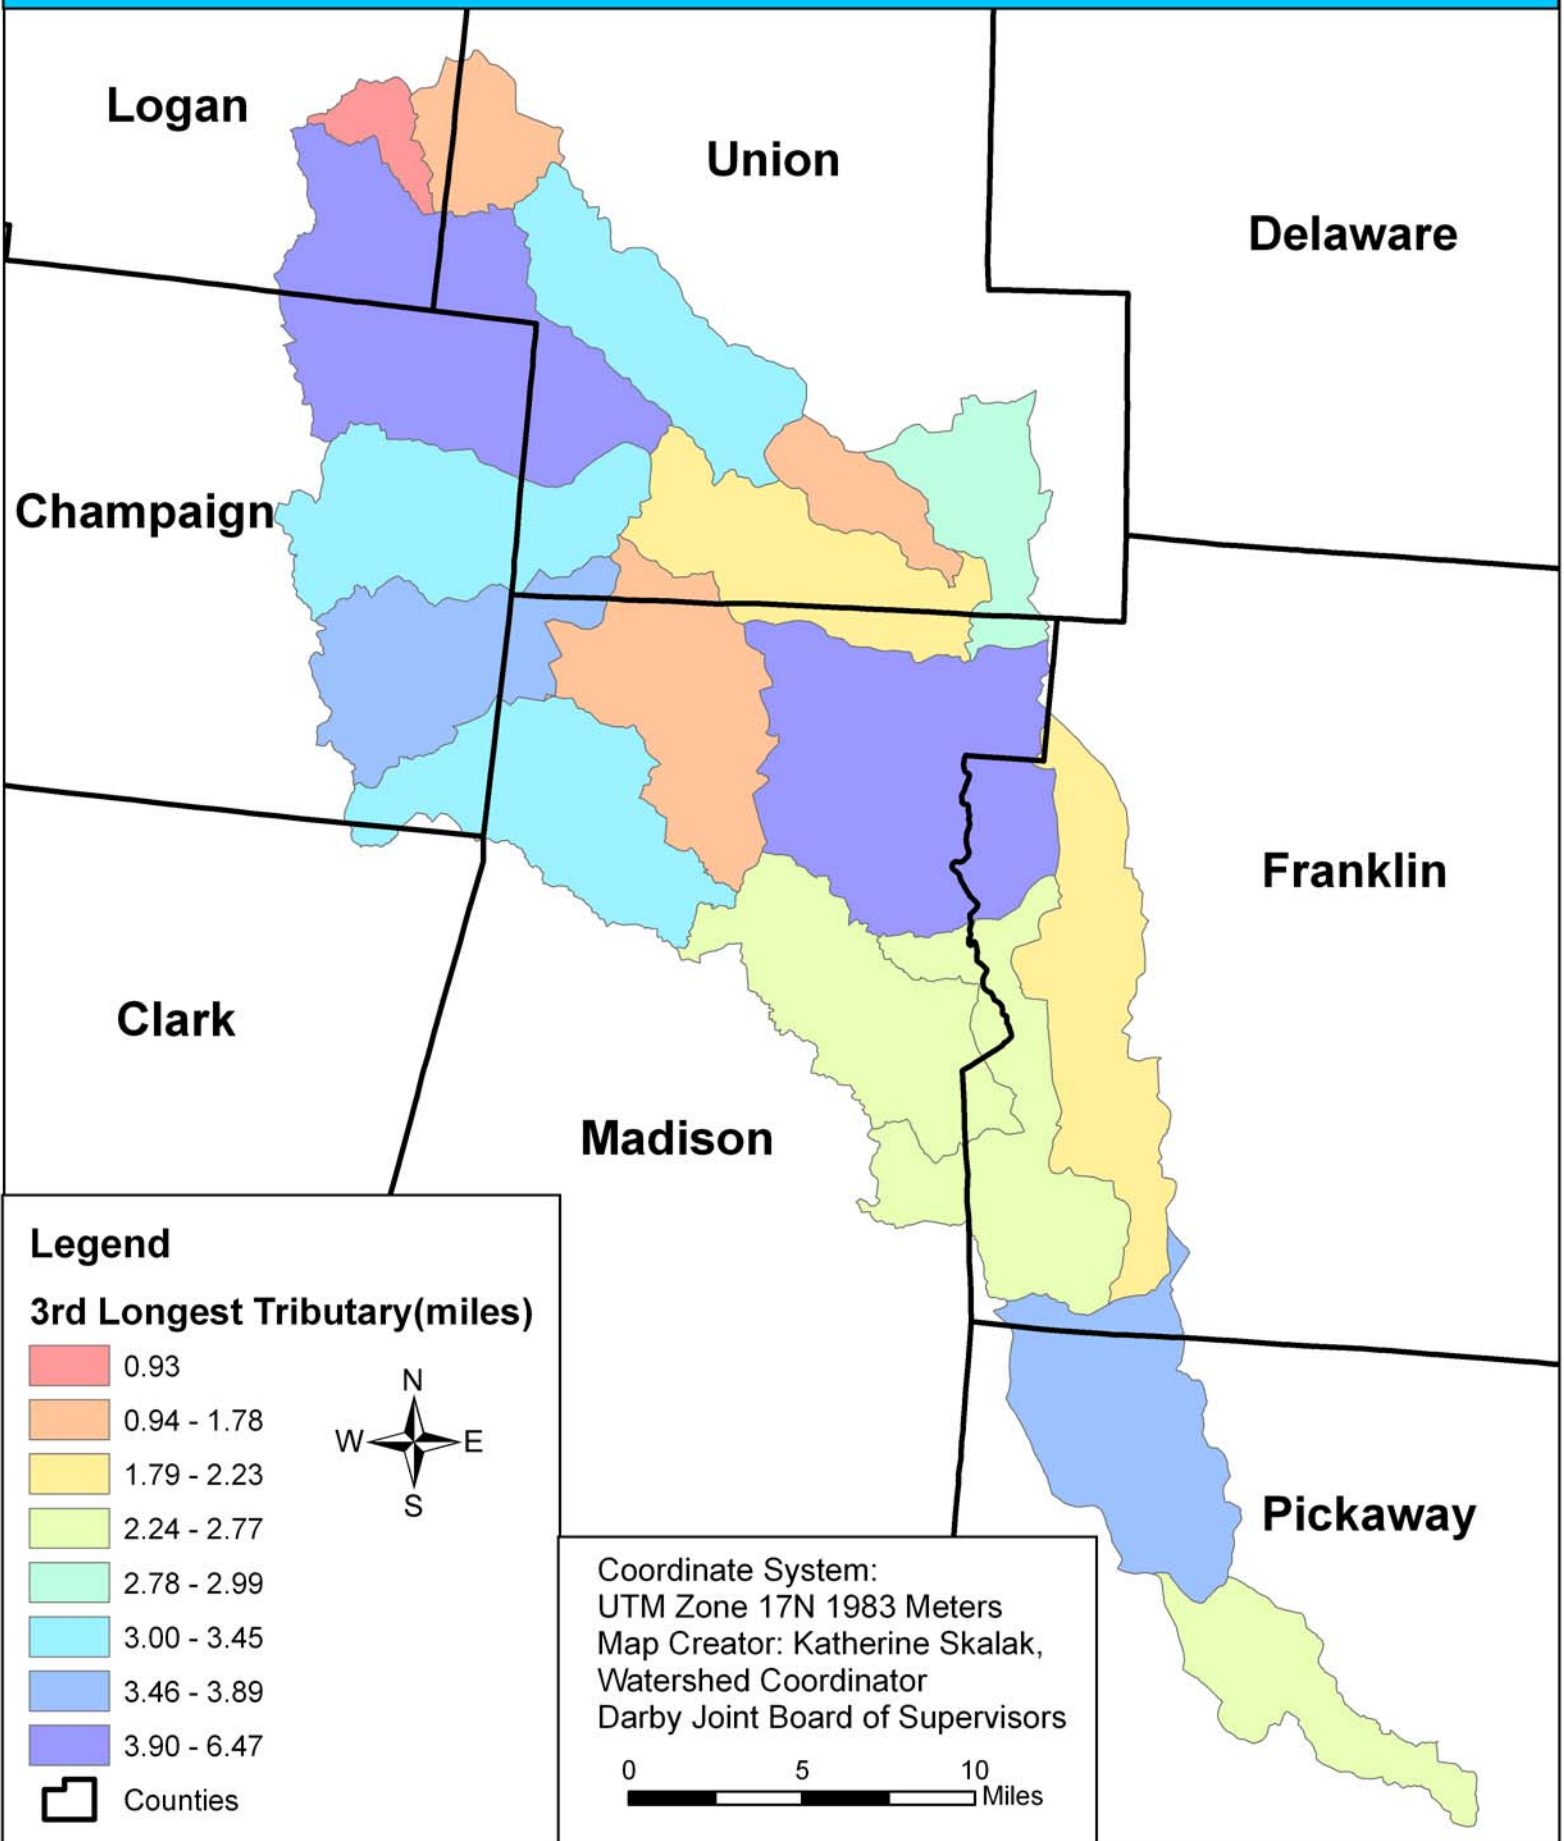 Logan
Union
Delaware
Champaign
Franklin
Clark
Madison
Pickaway
Legend
3rd Longest Tributary(miles)
0.93
0.94 - 1.78
1.79 - 2.23
2.24 - 2.77
2.78 - 2.99
3.00 - 3.45
3.46 - 3.89
3.90 - 6.47
Counties
N
W E
S
Coordinate System:
UTM Zone 17N 1983 Meters
Map Creator: Katherine Skalak,
Watershed Coordinator
Darby Joint Board of Supervisors
0 5 10
Miles